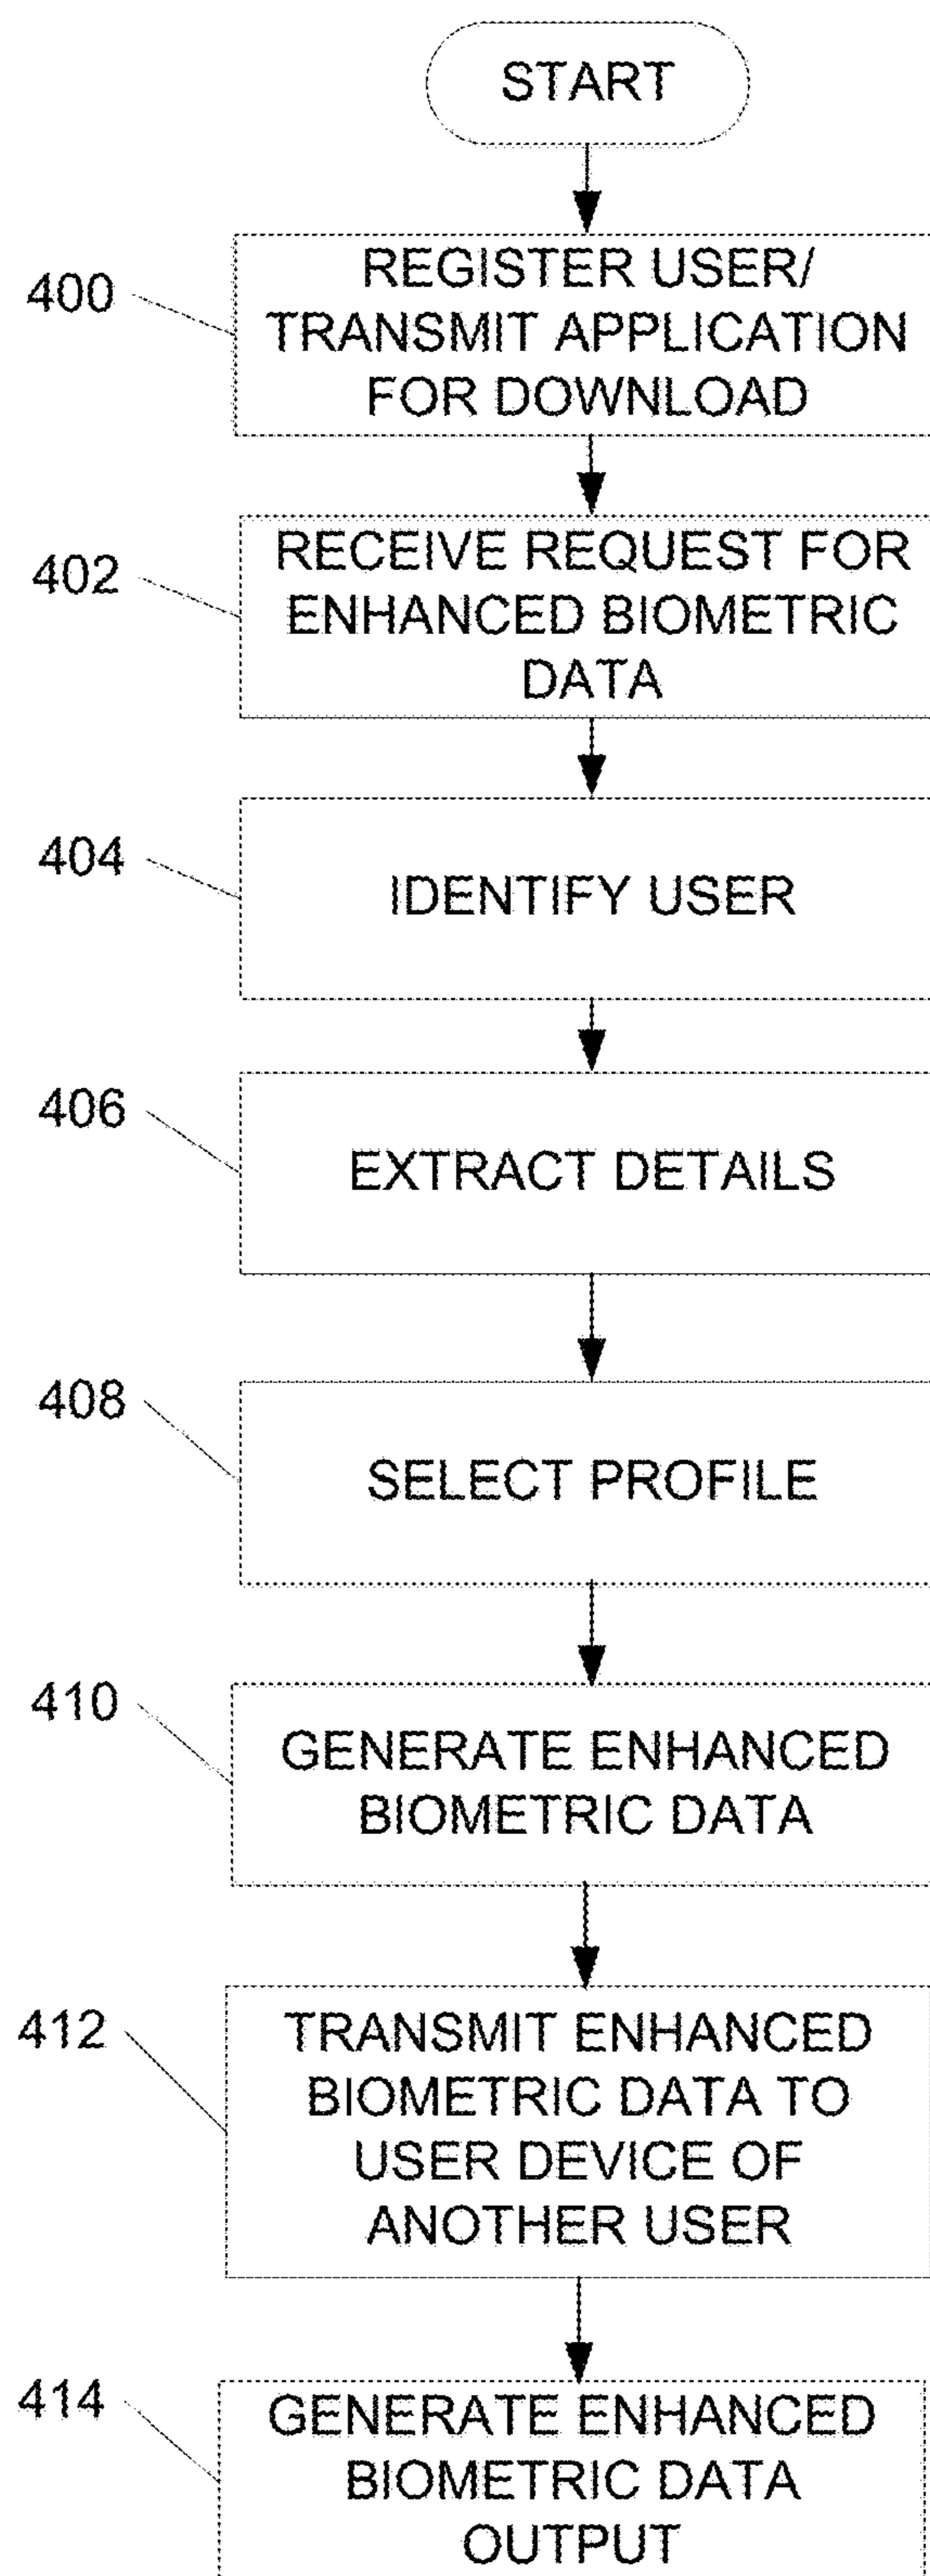 START
400
REGISTER USER/
TRANSMIT APPLICATION
FOR DOWNLOAD
402
RECEIVE REQUEST FOR
ENHANCED BIOMETRIC
DATA
404
IDENTIFY USER
406
EXTRACT DETAILS
408
SELECT PROFILE
410
GENERATE ENHANCED
BIOMETRIC DATA
412
TRANSMIT ENHANCED
BIOMETRIC DATA TO
USER DEVICE OF
ANOTHER USER
414
GENERATE ENHANCED
BIOMETRIC DATA
OUTPUT